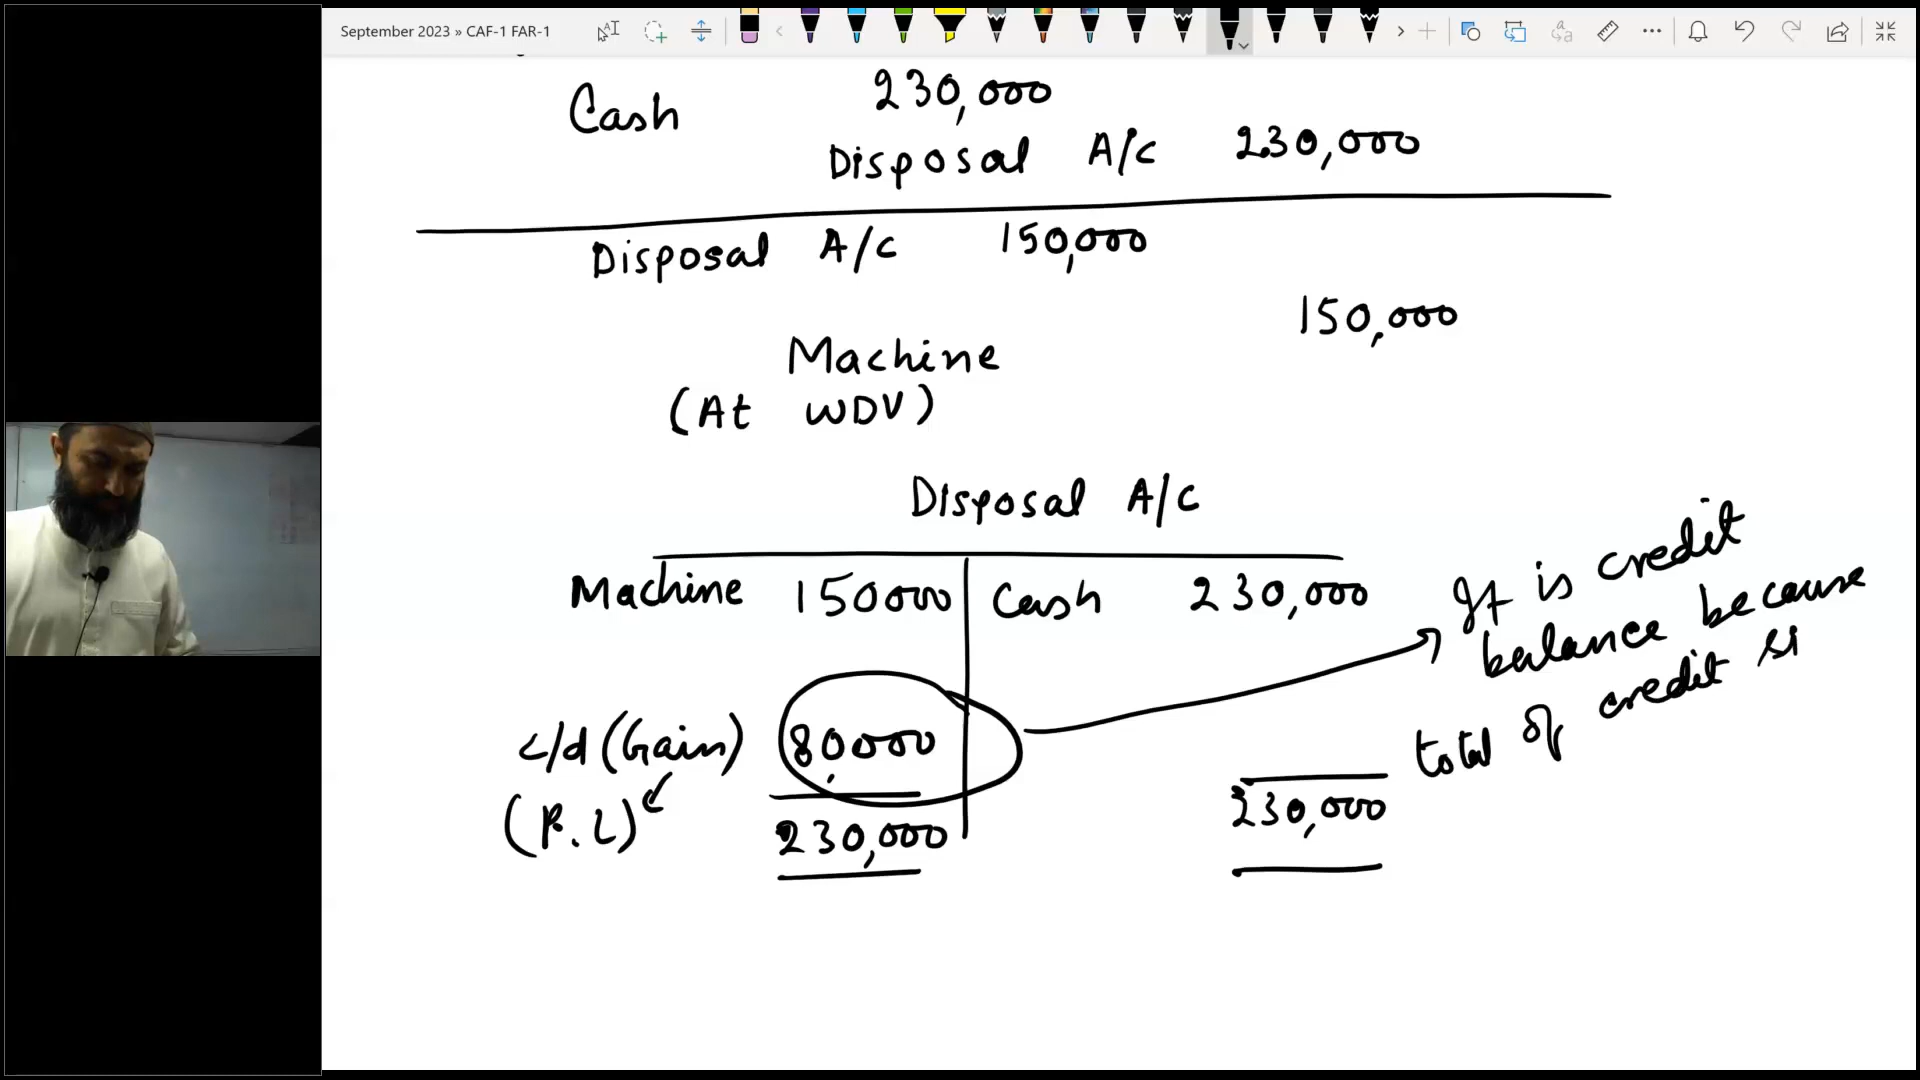 September 2023 » CAF-1 FAR-1
Cash 230,000
Disposal A/c 230,000
Disposal A/c 150,000
150,000
Machine
(At WDV)
Disposal A/c
Machine 150000 Cash 230,000
c/d (Gain) 80,000
(P.L)
230,000 230,000
It is credit
balance because
total of credit si